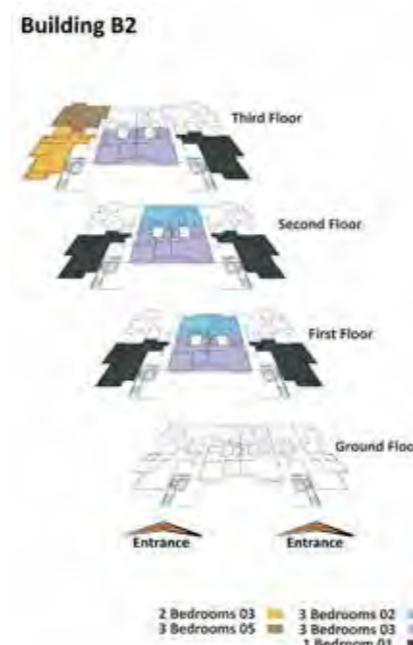 Building B2
Third Floor
Second Floor
First Floor
Ground Floo
Entrance Entrance
2 Bedrooms 03 3 Bedrooms 02
3 Bedrooms 05 3 Bedrooms 03
1 Bedroom 01